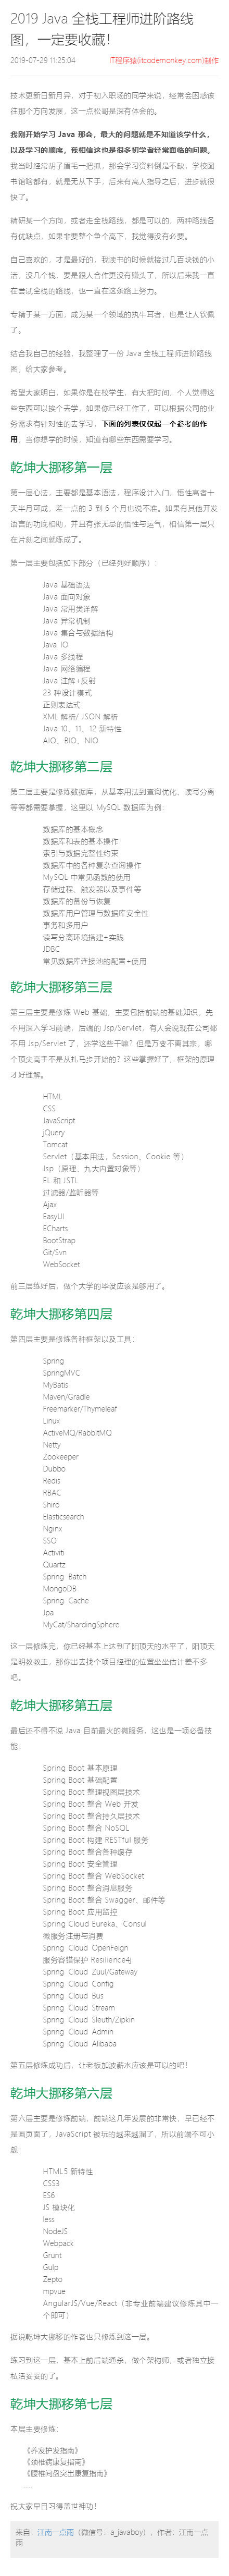 2019 Java 全栈工程师进阶路线
图，一定要收藏！
2019-07-29 11:25:04 IT程序猿(itcodemonkey.com)制作
技术更新日新月异，对于初入职场的同学来说，经常会困惑该
往那个方向发展，这一点松哥是深有体会的。
我刚开始学习 Java 那会，最大的问题就是不知道该学什么，
以及学习的顺序，我相信这也是很多初学者经常面临的问题。
我当时经常胡子眉毛一把抓，那会学习资料倒是不缺，学校图
书馆啥都有，就是无从下手，后来有高人指导之后，进步就很
快了。
精研某一个方向，或者走全栈路线，都是可以的，两种路线各
有优缺点，如果非要整个争个高下，我觉得没有必要。
自己喜欢的，才是最好的，我读书的时候就接过几百块钱的小
活，没几个钱，要是跟人合作更没有赚头了，所以后来我一直
在尝试全栈的路线，也一直在这条路上努力。
专精于某一方面，成为某一个领域的执牛耳者，也是让人钦佩
了。
结合我自己的经验，我整理了一份 Java 全栈工程师进阶路线
图，给大家参考。
希望大家明白，如果你是在校学生，有大把时间，个人觉得这
些东西可以挨个去学，如果你已经工作了，可以根据公司的业
务需求有针对性的去学习，下面的列表仅仅起一个参考的作
用，当你想学的时候，知道有哪些东西需要学习。
乾坤大挪移第一层
第一层心法，主要都是基本语法，程序设计入门，悟性高者十
天半月可成，差一点的 3 到 6 个月也说不准。如果有其他开发
语言的功底相助，并且有张无忌的悟性与运气，相信第一层只
在片刻之间就练成了。
第一层主要包括如下部分（已经列好顺序）：
Java 基础语法
Java 面向对象
Java 常用类详解
Java 异常机制
Java 集合与数据结构
Java IO
Java 多线程
Java 网络编程
Java 注解+反射
23 种设计模式
正则表达式
XML 解析/ JSON 解析
Java 10、11、12 新特性
AIO、BIO、NIO
乾坤大挪移第二层
第二层主要是修炼数据库，从基本用法到查询优化、读写分离
等等都需要掌握，这里以 MySQL 数据库为例：
数据库的基本概念
数据库和表的基本操作
索引与数据完整性约束
数据库中的各种复杂查询操作
MySQL 中常见函数的使用
存储过程、触发器以及事件等
数据库的备份与恢复
数据库用户管理与数据库安全性
事务和多用户
读写分离环境搭建+实践
JDBC
常见数据库连接池的配置+使用
乾坤大挪移第三层
第三层主要是修炼 Web 基础，主要包括前端的基础知识，先
不用深入学习前端，后端的 Jsp/Servlet，有人会说现在公司都
不用 Jsp/Servlet 了，还学这些干嘛？但是万变不离其宗，哪
个顶尖高手不是从扎马步开始的？这些掌握好了，框架的原理
才好理解。
HTML
CSS
JavaScript
jQuery
Tomcat
Servlet（基本用法、Session、Cookie 等）
Jsp（原理、九大内置对象等）
EL 和 JSTL
过滤器/监听器等
Ajax
EasyUI
ECharts
BootStrap
Git/Svn
WebSocket
前三层练好后，做个大学的毕设应该是够用了。
乾坤大挪移第四层
第四层主要是修炼各种框架以及工具：
Spring
SpringMVC
MyBatis
Maven/Gradle
Freemarker/Thymeleaf
Linux
ActiveMQ/RabbitMQ
Netty
Zookeeper
Dubbo
Redis
RBAC
Shiro
Elasticsearch
Nginx
SSO
Activiti
Quartz
Spring Batch
MongoDB
Spring Cache
Jpa
MyCat/ShardingSphere
这一层修炼完，你已经基本上达到了阳顶天的水平了，阳顶天
是明教教主，那你出去找个项目经理的位置坐坐估计差不多
吧。
乾坤大挪移第五层
最后还不得不说 Java 目前最火的微服务，这也是一项必备技
能：
Spring Boot 基本原理
Spring Boot 基础配置
Spring Boot 整理视图层技术
Spring Boot 整合 Web 开发
Spring Boot 整合持久层技术
Spring Boot 整合 NoSQL
Spring Boot 构建 RESTful 服务
Spring Boot 整合各种缓存
Spring Boot 安全管理
Spring Boot 整合 WebSocket
Spring Boot 整合消息服务
Spring Boot 整合 Swagger、邮件等
Spring Boot 应用监控
Spring Cloud Eureka、Consul
微服务注册与消费
Spring Cloud OpenFeign
服务容错保护 Resilience4j
Spring Cloud Zuul/Gateway
Spring Cloud Config
Spring Cloud Bus
Spring Cloud Stream
Spring Cloud Sleuth/Zipkin
Spring Cloud Admin
Spring Cloud Alibaba
第五层修炼成功后，让老板加波薪水应该是可以的吧！
乾坤大挪移第六层
第六层主要是修炼前端，前端这几年发展的非常快，早已经不
是画页面了，JavaScript 被玩的越来越溜了，所以前端不可小
觑：
HTML5 新特性
CSS3
ES6
JS 模块化
less
NodeJS
Webpack
Grunt
Gulp
Zepto
mpvue
AngularJS/Vue/React（非专业前端建议修炼其中一
个即可）
据说乾坤大挪移的作者也只修炼到这一层。
练习到这一层，基本上前后端通杀，做个架构师，或者独立接
私活妥妥的了。
乾坤大挪移第七层
本层主要修炼：
《养发护发指南》
《颈椎病康复指南》
《腰椎间盘突出康复指南》
……
祝大家早日习得盖世神功！
来自：江南一点雨（微信号：a_javaboy），作者：江南一点
雨